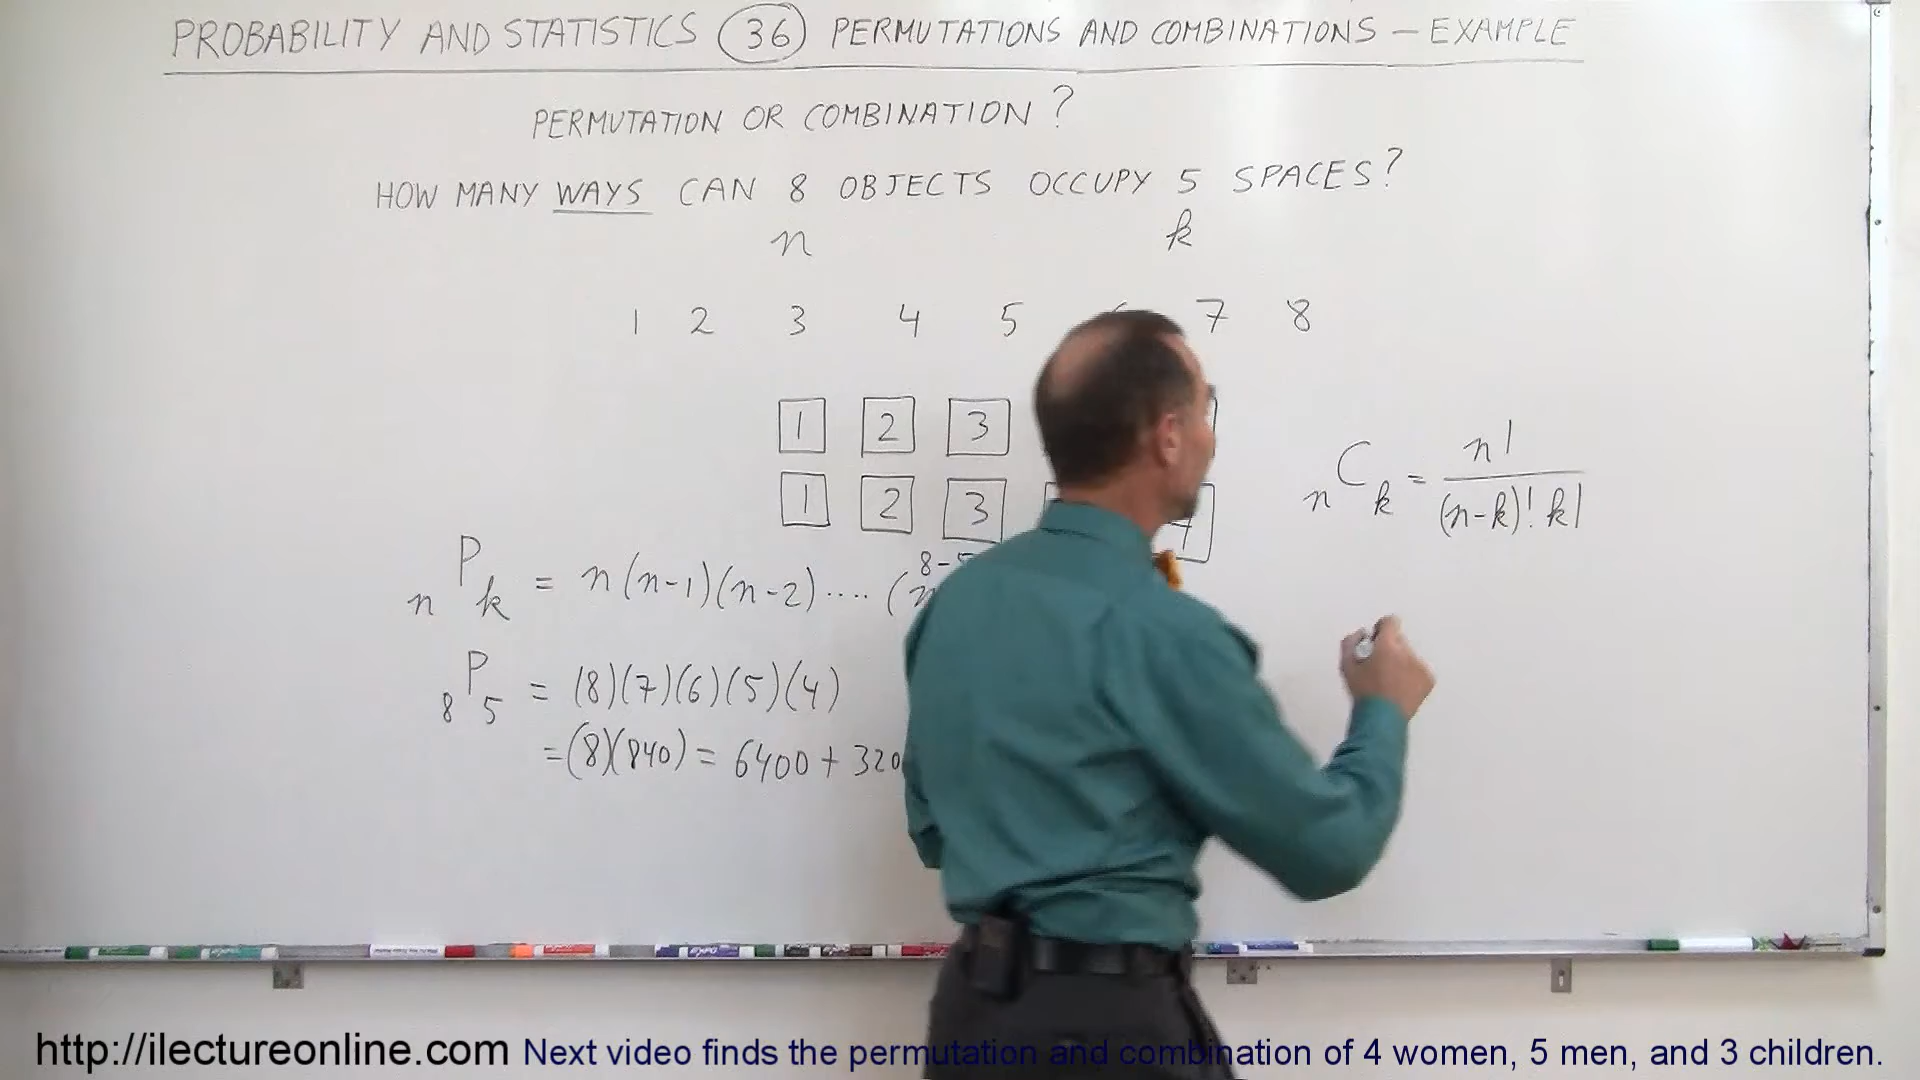 PROBABILITY AND STATISTICS 36 PERMUTATIONS AND COMBINATIONS – EXAMPLE
PERMUTATION OR COMBINATION?
HOW MANY WAYS CAN 8 OBJECTS OCCUPY 5 SPACES?
n k
1 2 3 4 5 7 8
1 2 3
1 2 3 7
nCk = n! / (n-k)! k!
8-
nPk = n(n-1)(n-2)....(n
8P5 = (8)(7)(6)(5)(4)
=(8)(840) = 6400 + 320
http://ilectureonline.com Next video finds the permutation and combination of 4 women, 5 men, and 3 children.